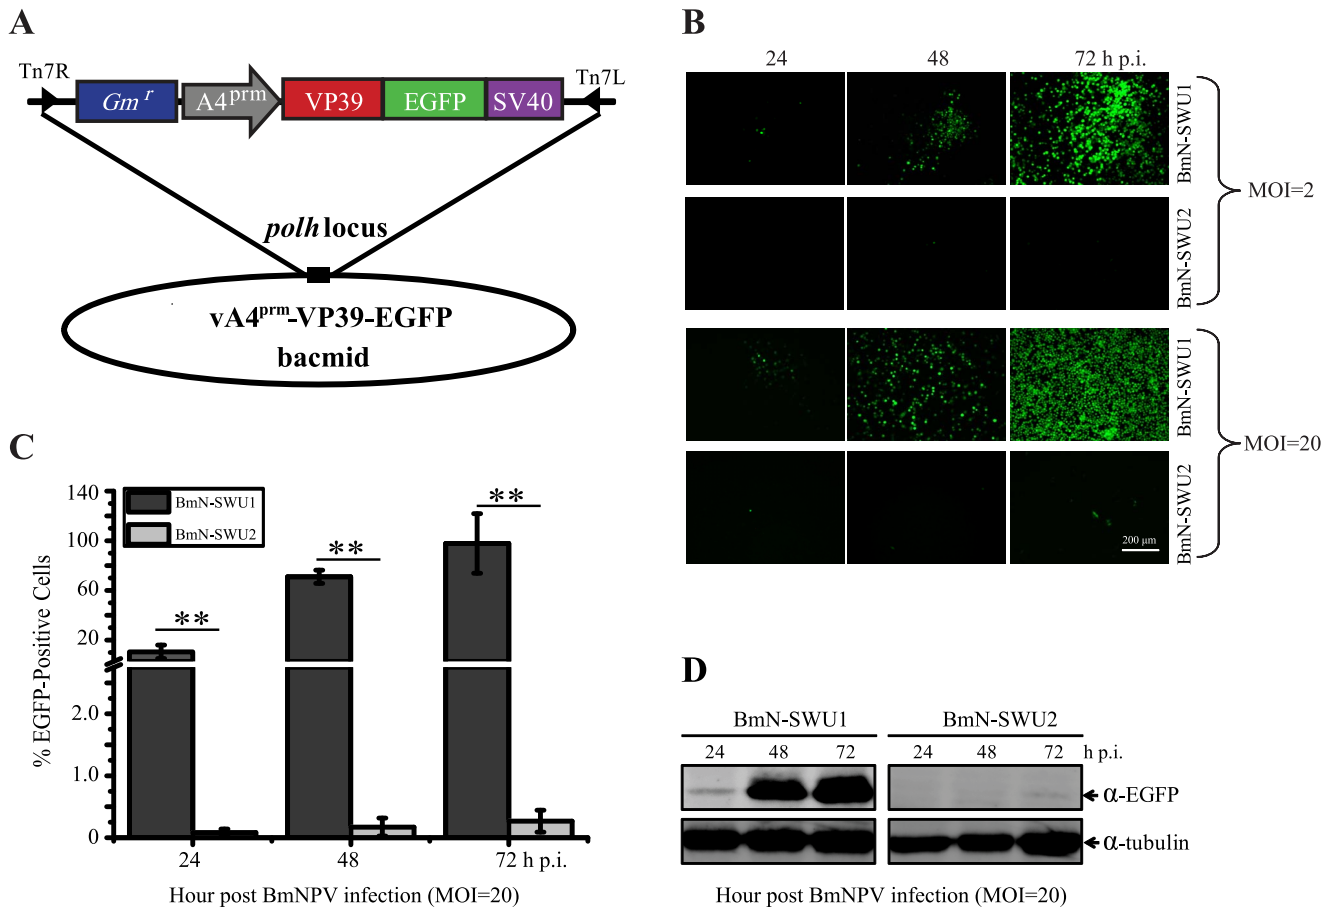 A
Tn7R
Tn7L
Gm r
A4prm
VP39
EGFP
SV40
polh locus
vA4prm-VP39-EGFP
bacmid
B
24 48 72 h p.i.
BmN-SWU1
BmN-SWU2
MOI=2
BmN-SWU1
BmN-SWU2
MOI=20
200 μm
C
BmN-SWU1
BmN-SWU2
% EGFP-Positive Cells
140
100
60
20
2.0
1.0
0
** ** **
24 48 72 h p.i.
Hour post BmNPV infection (MOI=20)
D
BmN-SWU1 BmN-SWU2
24 48 72 24 48 72 h p.i.
α-EGFP
α-tubulin
Hour post BmNPV infection (MOI=20)